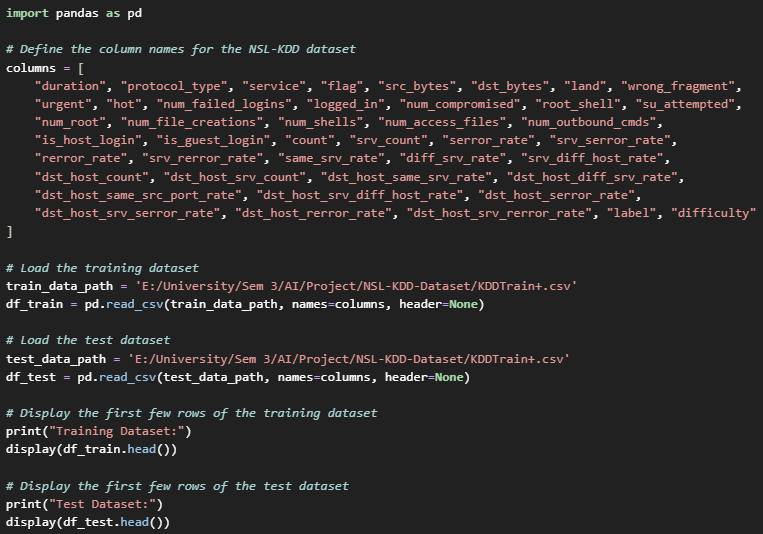 import pandas as pd
# Define the column names for the NSL-KDD dataset
columns = [
    "duration", "protocol_type", "service", "flag", "src_bytes", "dst_bytes", "land", "wrong_fragment",
    "urgent", "hot", "num_failed_logins", "logged_in", "num_compromised", "root_shell", "su_attempted",
    "num_root", "num_file_creations", "num_shells", "num_access_files", "num_outbound_cmds",
    "is_host_login", "is_guest_login", "count", "srv_count", "serror_rate", "srv_serror_rate",
    "rerror_rate", "srv_rerror_rate", "same_srv_rate", "diff_srv_rate", "srv_diff_host_rate",
    "dst_host_count", "dst_host_srv_count", "dst_host_same_srv_rate", "dst_host_diff_srv_rate",
    "dst_host_same_src_port_rate", "dst_host_srv_diff_host_rate", "dst_host_serror_rate",
    "dst_host_srv_serror_rate", "dst_host_rerror_rate", "dst_host_srv_rerror_rate", "label", "difficulty"
]
# Load the training dataset
train_data_path = 'E:/University/Sem 3/AI/Project/NSL-KDD-Dataset/KDDTrain+.csv'
df_train = pd.read_csv(train_data_path, names=columns, header=None)
# Load the test dataset
test_data_path = 'E:/University/Sem 3/AI/Project/NSL-KDD-Dataset/KDDTrain+.csv'
df_test = pd.read_csv(test_data_path, names=columns, header=None)
# Display the first few rows of the training dataset
print("Training Dataset:")
display(df_train.head())
# Display the first few rows of the test dataset
print("Test Dataset:")
display(df_test.head())